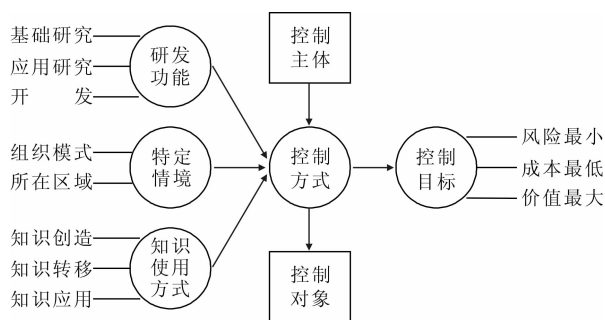 基础研究
应用研究
开 发
研发
功能
组织模式
所在区域
特定
情境
知识创造
知识转移
知识应用
知识
使用
方式
控制
主体
控制
方式
控制
对象
控制
目标
风险最小
成本最低
价值最大